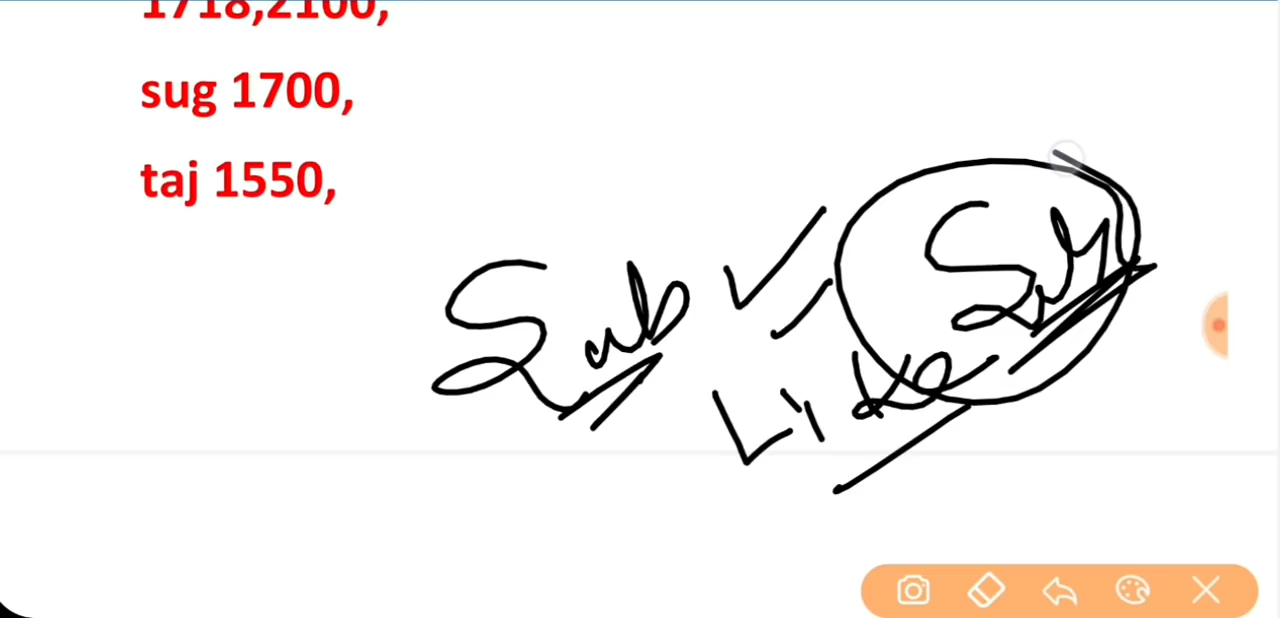 1718,2100,
sug 1700,
taj 1550,
Sub
Like